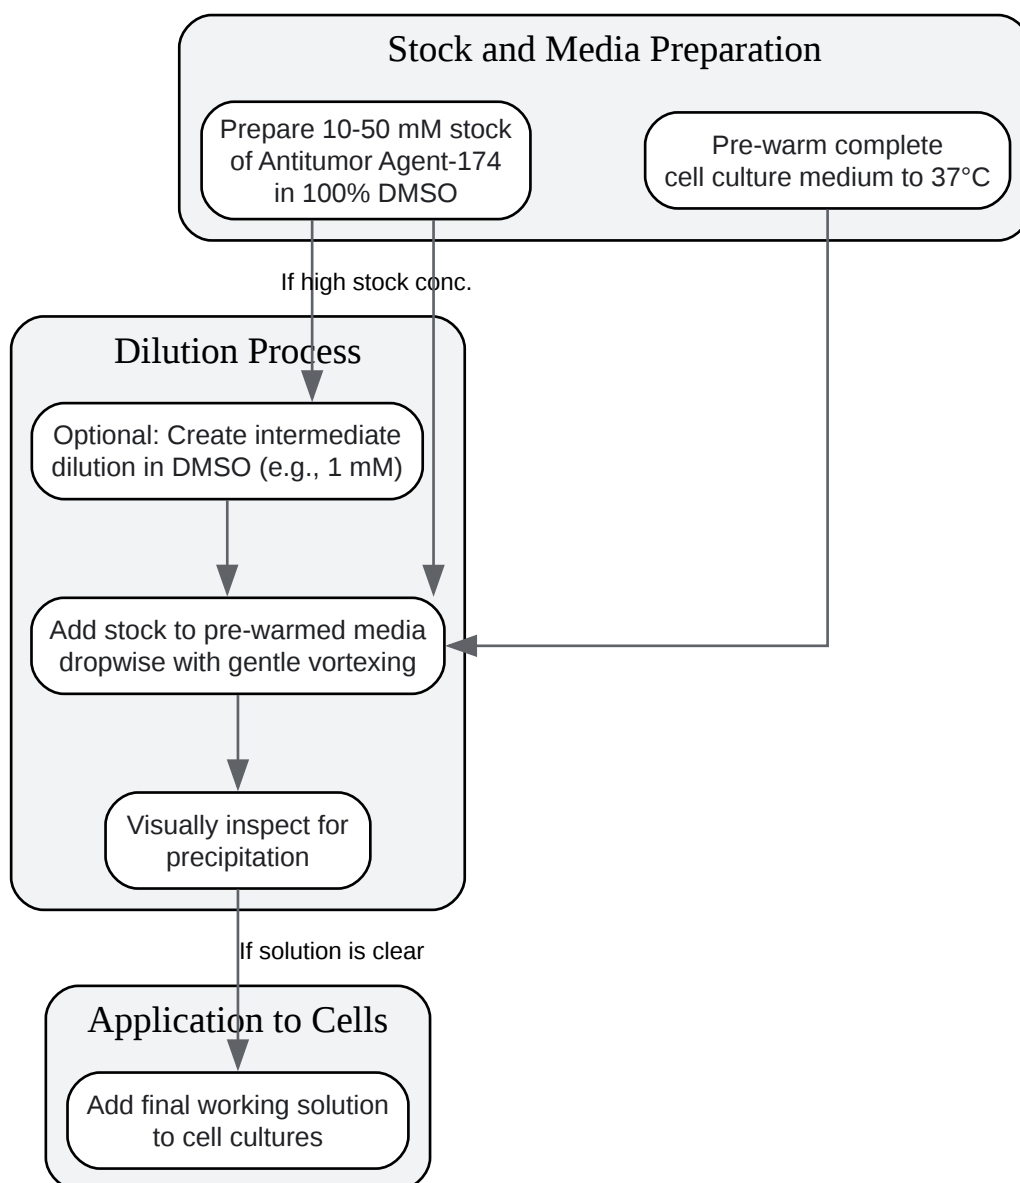 Stock and Media Preparation
Prepare 10-50 mM stock
of Antitumor Agent-174
in 100% DMSO
Pre-warm complete
cell culture medium to 37°C
If high stock conc.
Dilution Process
Optional: Create intermediate
dilution in DMSO (e.g., 1 mM)
Add stock to pre-warmed media
dropwise with gentle vortexing
Visually inspect for
precipitation
If solution is clear
Application to Cells
Add final working solution
to cell cultures